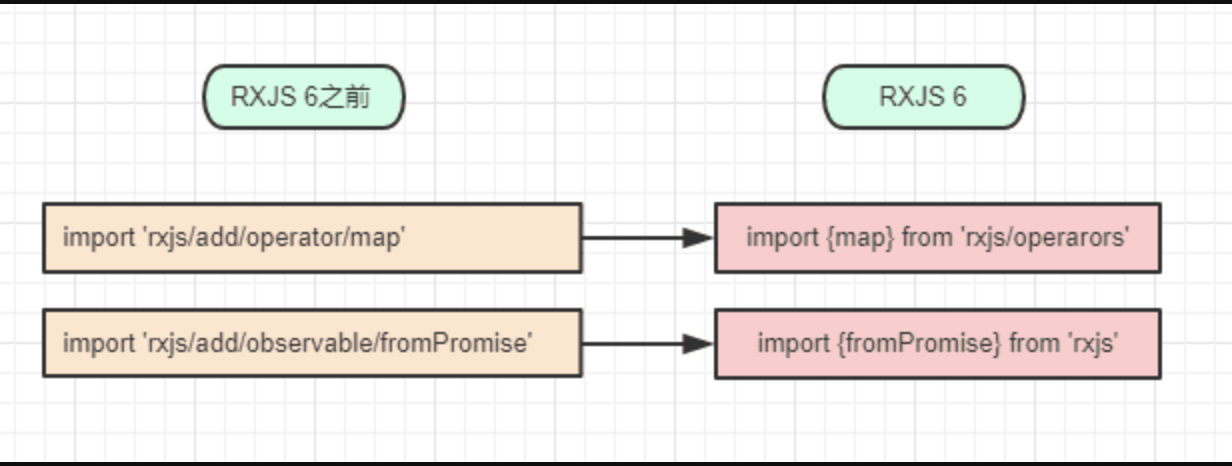 RXJS 6之前
RXJS 6
import 'rxjs/add/operator/map'
import {map} from 'rxjs/operarors'
import 'rxjs/add/observable/fromPromise'
import {fromPromise} from 'rxjs'